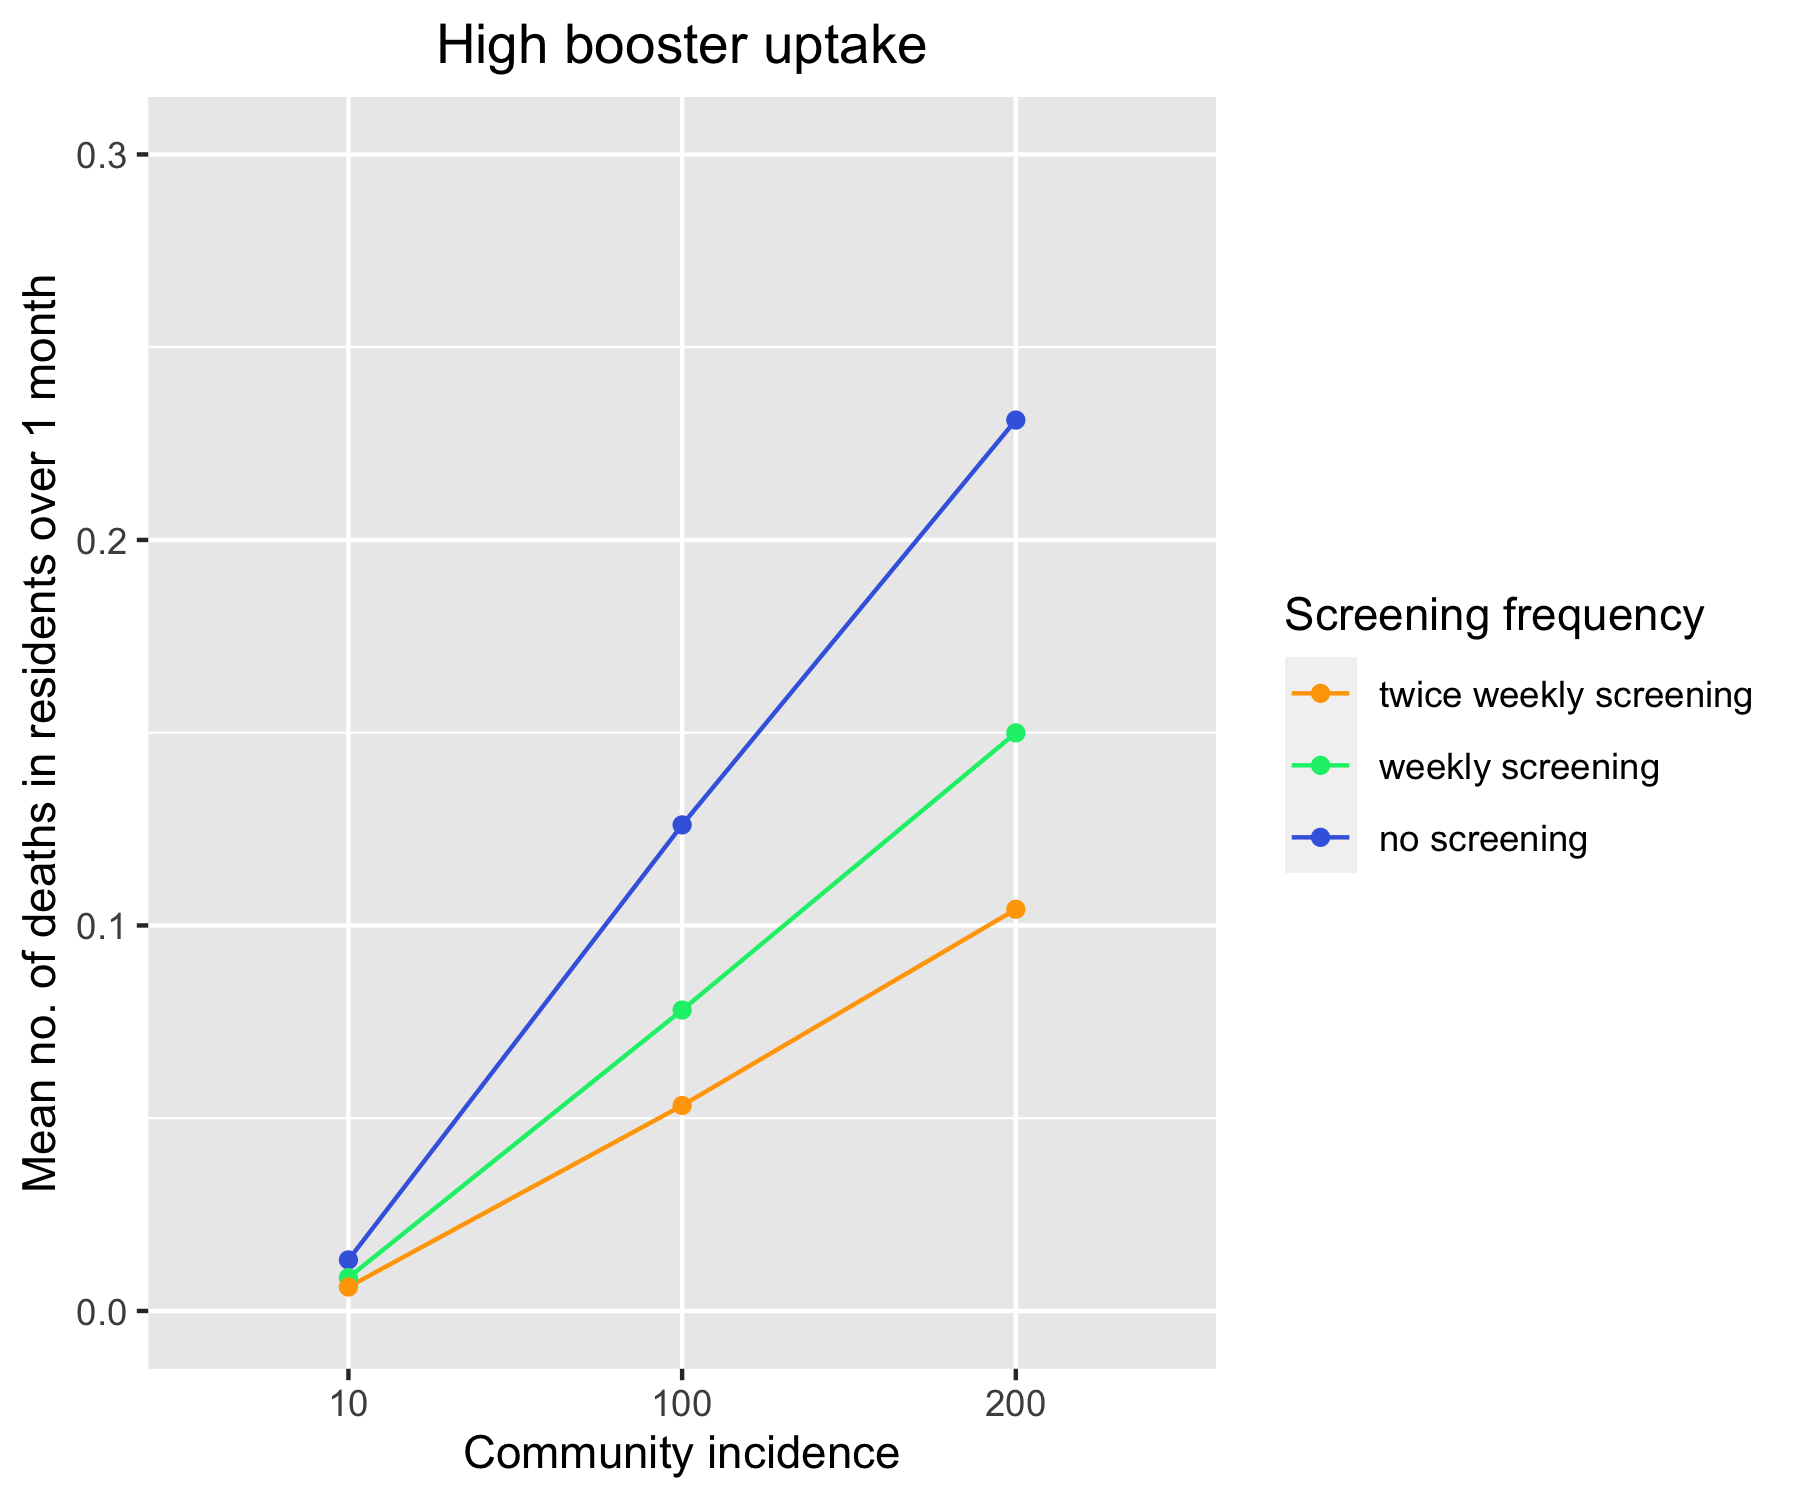 High booster uptake
Mean no. of deaths in residents over 1 month
0.3
0.2
0.1
0.0
10 100 200
Community incidence
Screening frequency
twice weekly screening
weekly screening
no screening